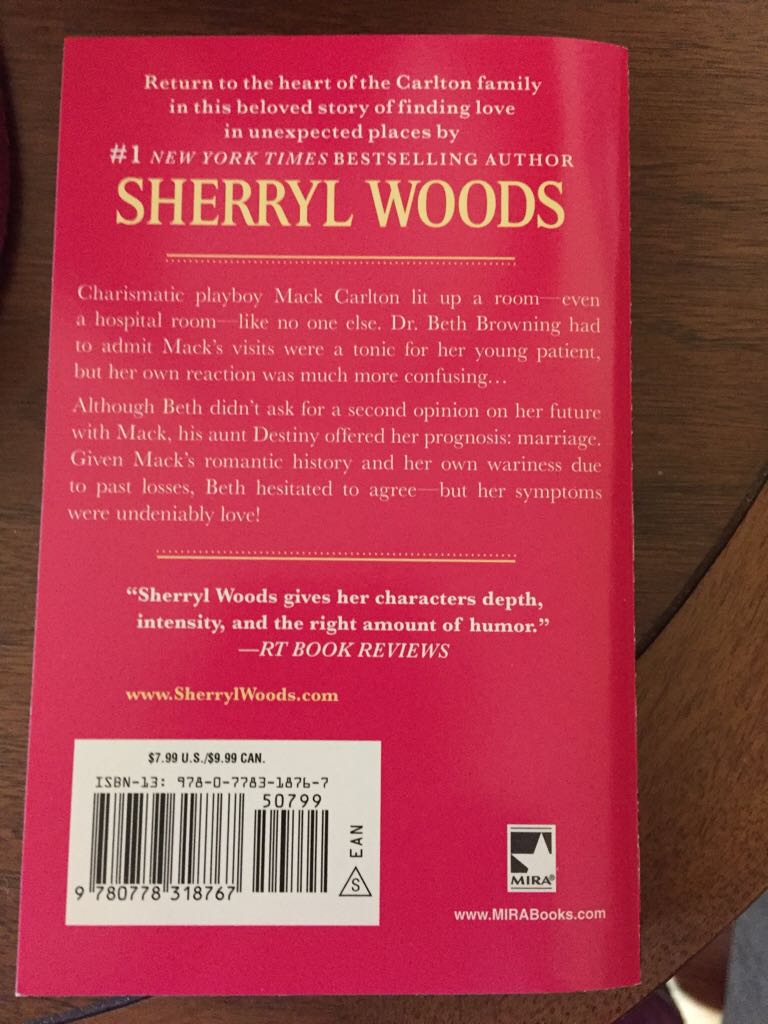 Return to the heart of the Carlton family
in this beloved story of finding love
in unexpected places by
#1 NEW YORK TIMES BESTSELLING AUTHOR
SHERRYL WOODS
Charismatic playboy Mack Carlton lit up a room—even
a hospital room—like no one else. Dr. Beth Browning had
to admit Mack's visits were a tonic for her young patient,
but her own reaction was much more confusing…
Although Beth didn't ask for a second opinion on her future
with Mack, his aunt Destiny offered her prognosis: marriage.
Given Mack's romantic history and her own wariness due
to past losses, Beth hesitated to agree—but her symptoms
were undeniably love!
“Sherryl Woods gives her characters depth,
intensity, and the right amount of humor.”
—RT BOOK REVIEWS
www.SherrylWoods.com
$7.99 U.S./$9.99 CAN.
ISBN-13: 978-0-7783-1876-7
50799
9 780778 318767
S
EAN
MIRA®
www.MIRABooks.com